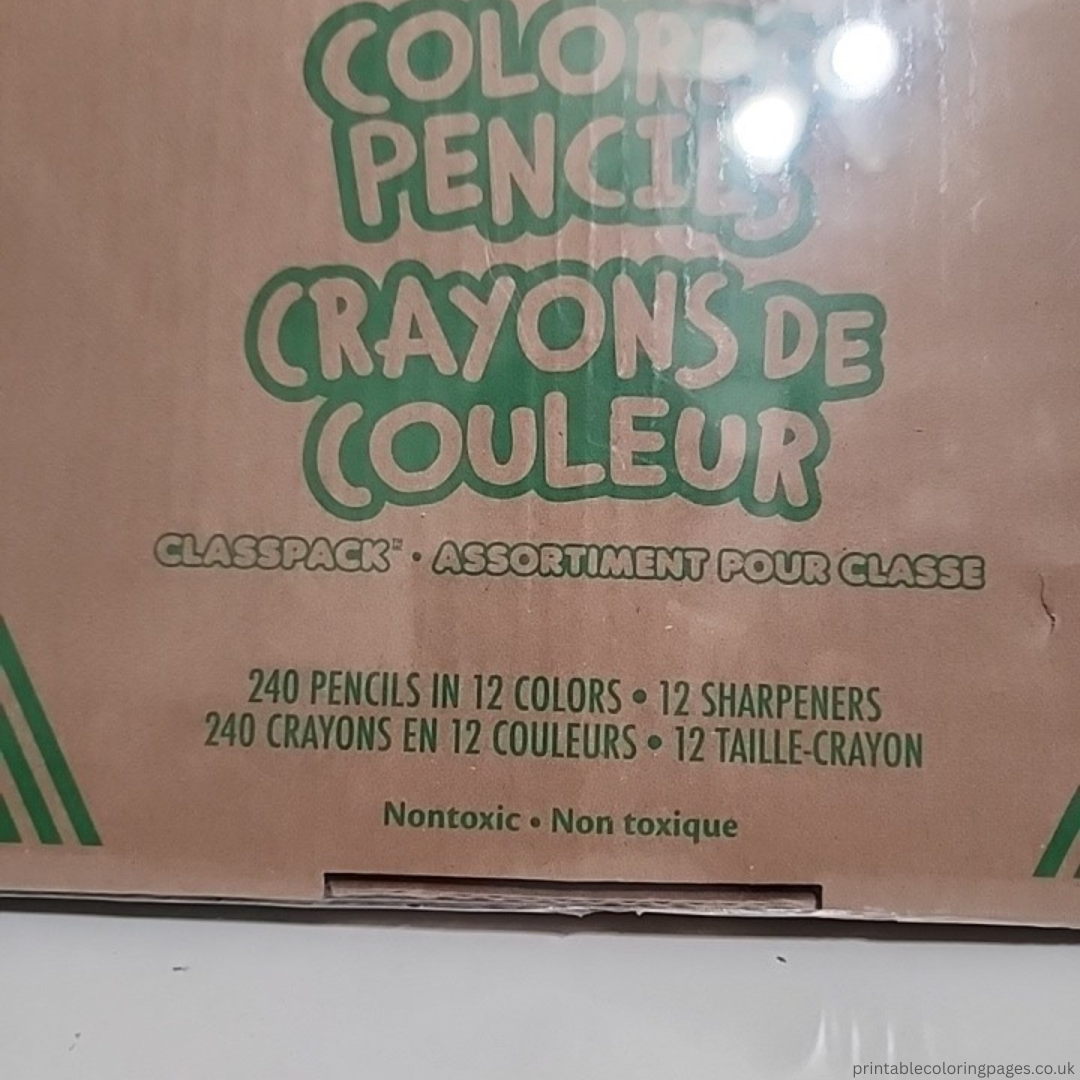 COLORED
PENCILS
CRAYONS DE
COULEUR
CLASSPACK™ • ASSORTIMENT POUR CLASSE
240 PENCILS IN 12 COLORS • 12 SHARPENERS
240 CRAYONS EN 12 COULEURS • 12 TAILLE-CRAYON
Nontoxic • Non toxique
printablecoloringpages.co.uk